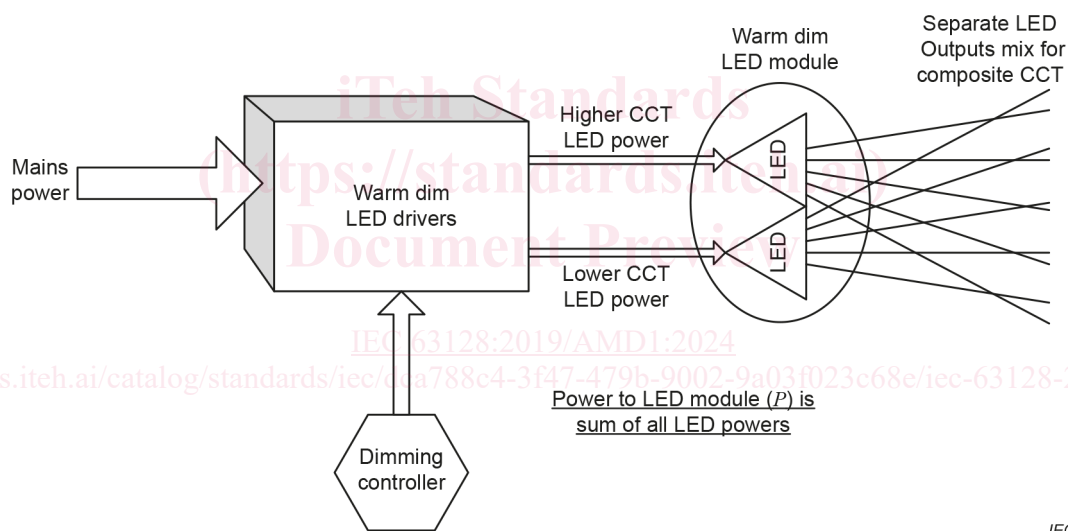 Separate LED
Outputs mix for
composite CCT
Warm dim
LED module
iTeh Standards
Higher CCT
LED power
Mains
power
(https://standards.iteh.ai)
LED
Warm dim
LED drivers
Document Preview
LED
Lower CCT
LED power
IEC 63128:2019/AMD1:2024
s.iteh.ai/catalog/standards/iec/dca788c4-3f47-479b-9002-9a03f023c68e/iec-63128-2
Power to LED module (P) is
sum of all LED powers
Dimming
controller
IEC